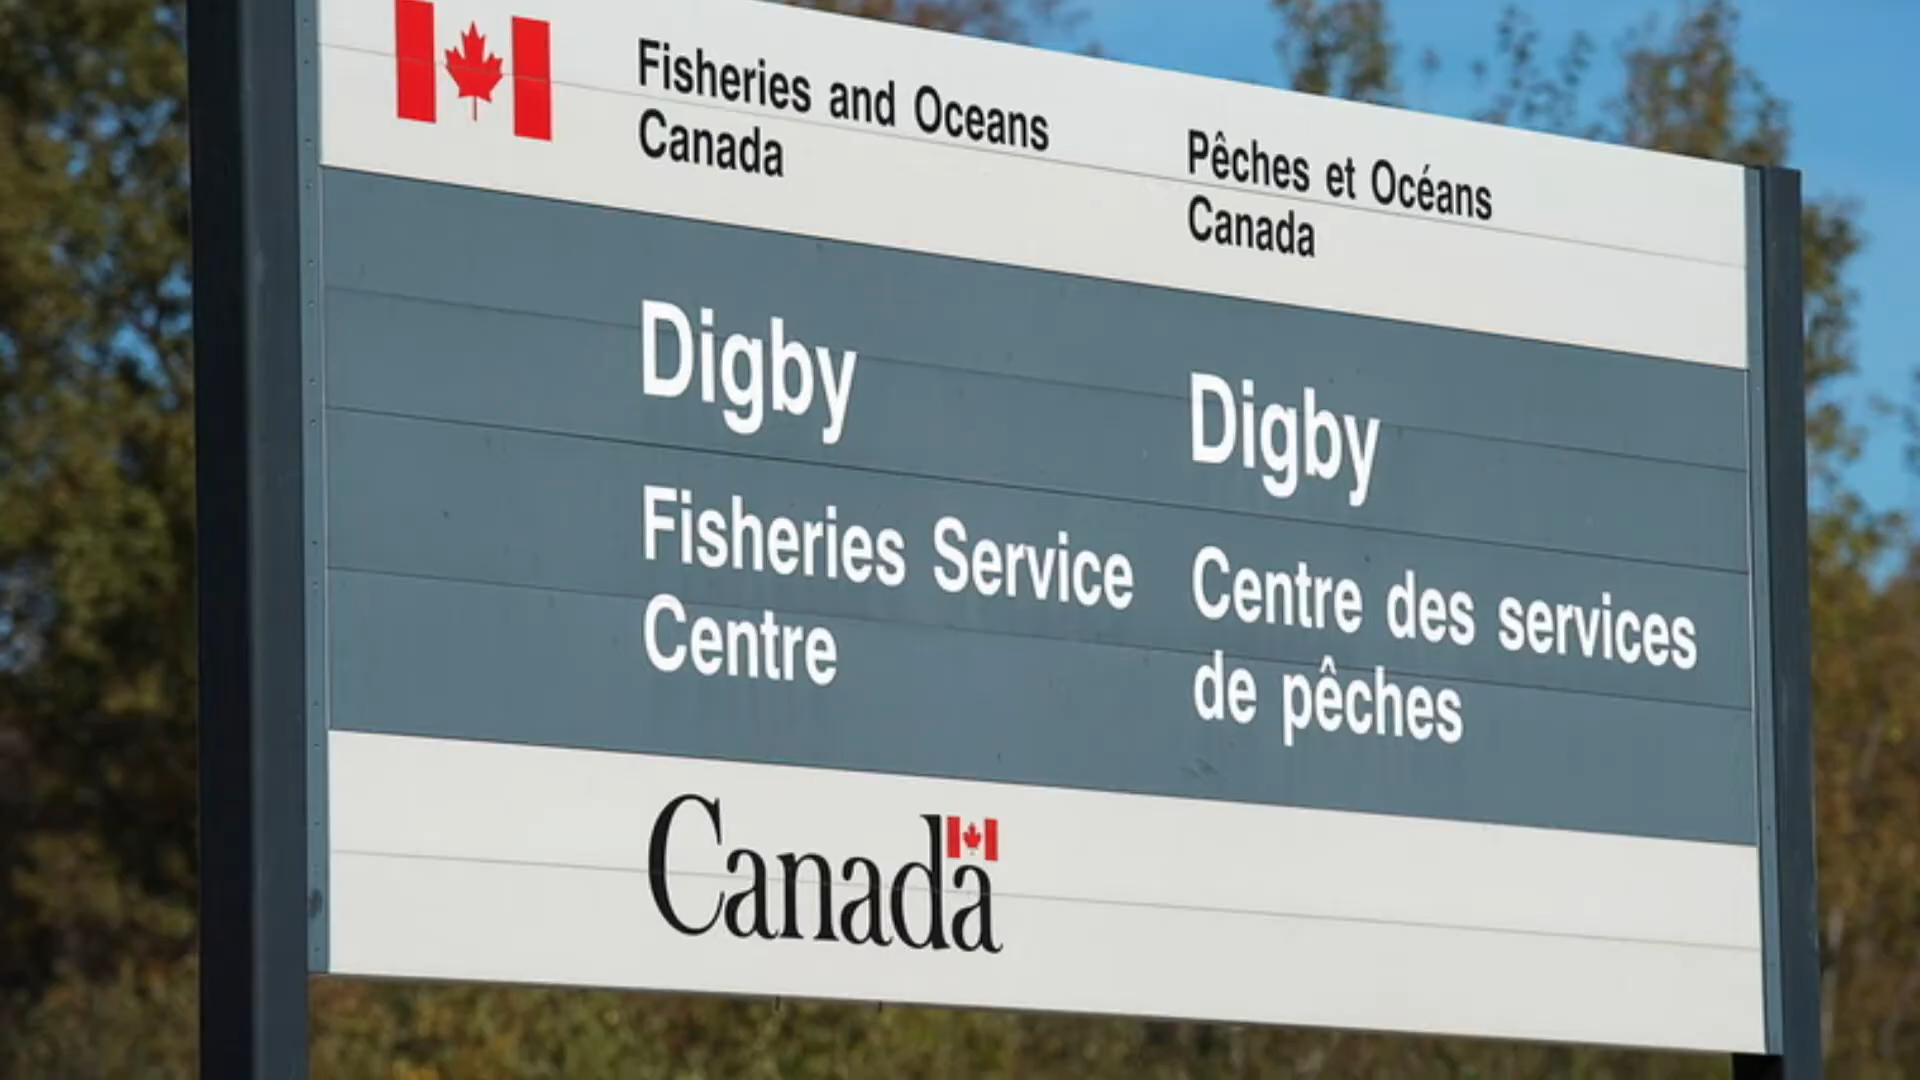 Fisheries and Oceans
Canada
Pêches et Océans
Canada
Digby
Fisheries Service
Centre
Digby
Centre des services
de pêches
Canada